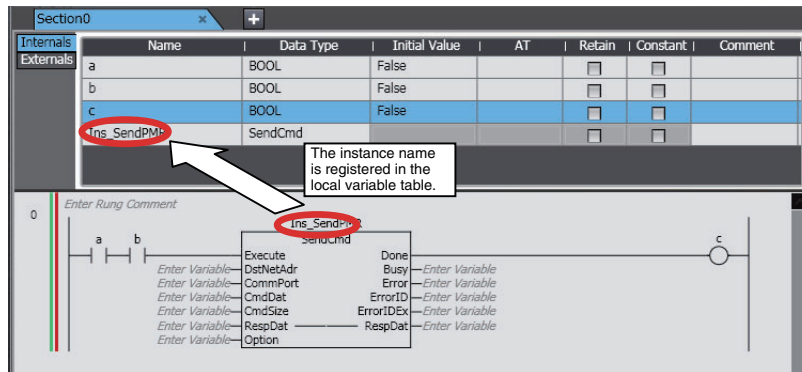 Section0 × +
Internals
Externals
Name Data Type Initial Value AT Retain Constant Comment
a BOOL False
b BOOL False
c BOOL False
Ins_SendPMR SendCmd
The instance name
is registered in the
local variable table.
0 Enter Rung Comment
Ins_SendPMR
SendCmd
a b c
Execute Done
Enter Variable DstNetAdr Busy Enter Variable
Enter Variable CommPort Error Enter Variable
Enter Variable CmdDat ErrorID Enter Variable
Enter Variable CmdSize ErrorIDEx Enter Variable
Enter Variable RespDat RespDat Enter Variable
Enter Variable Option